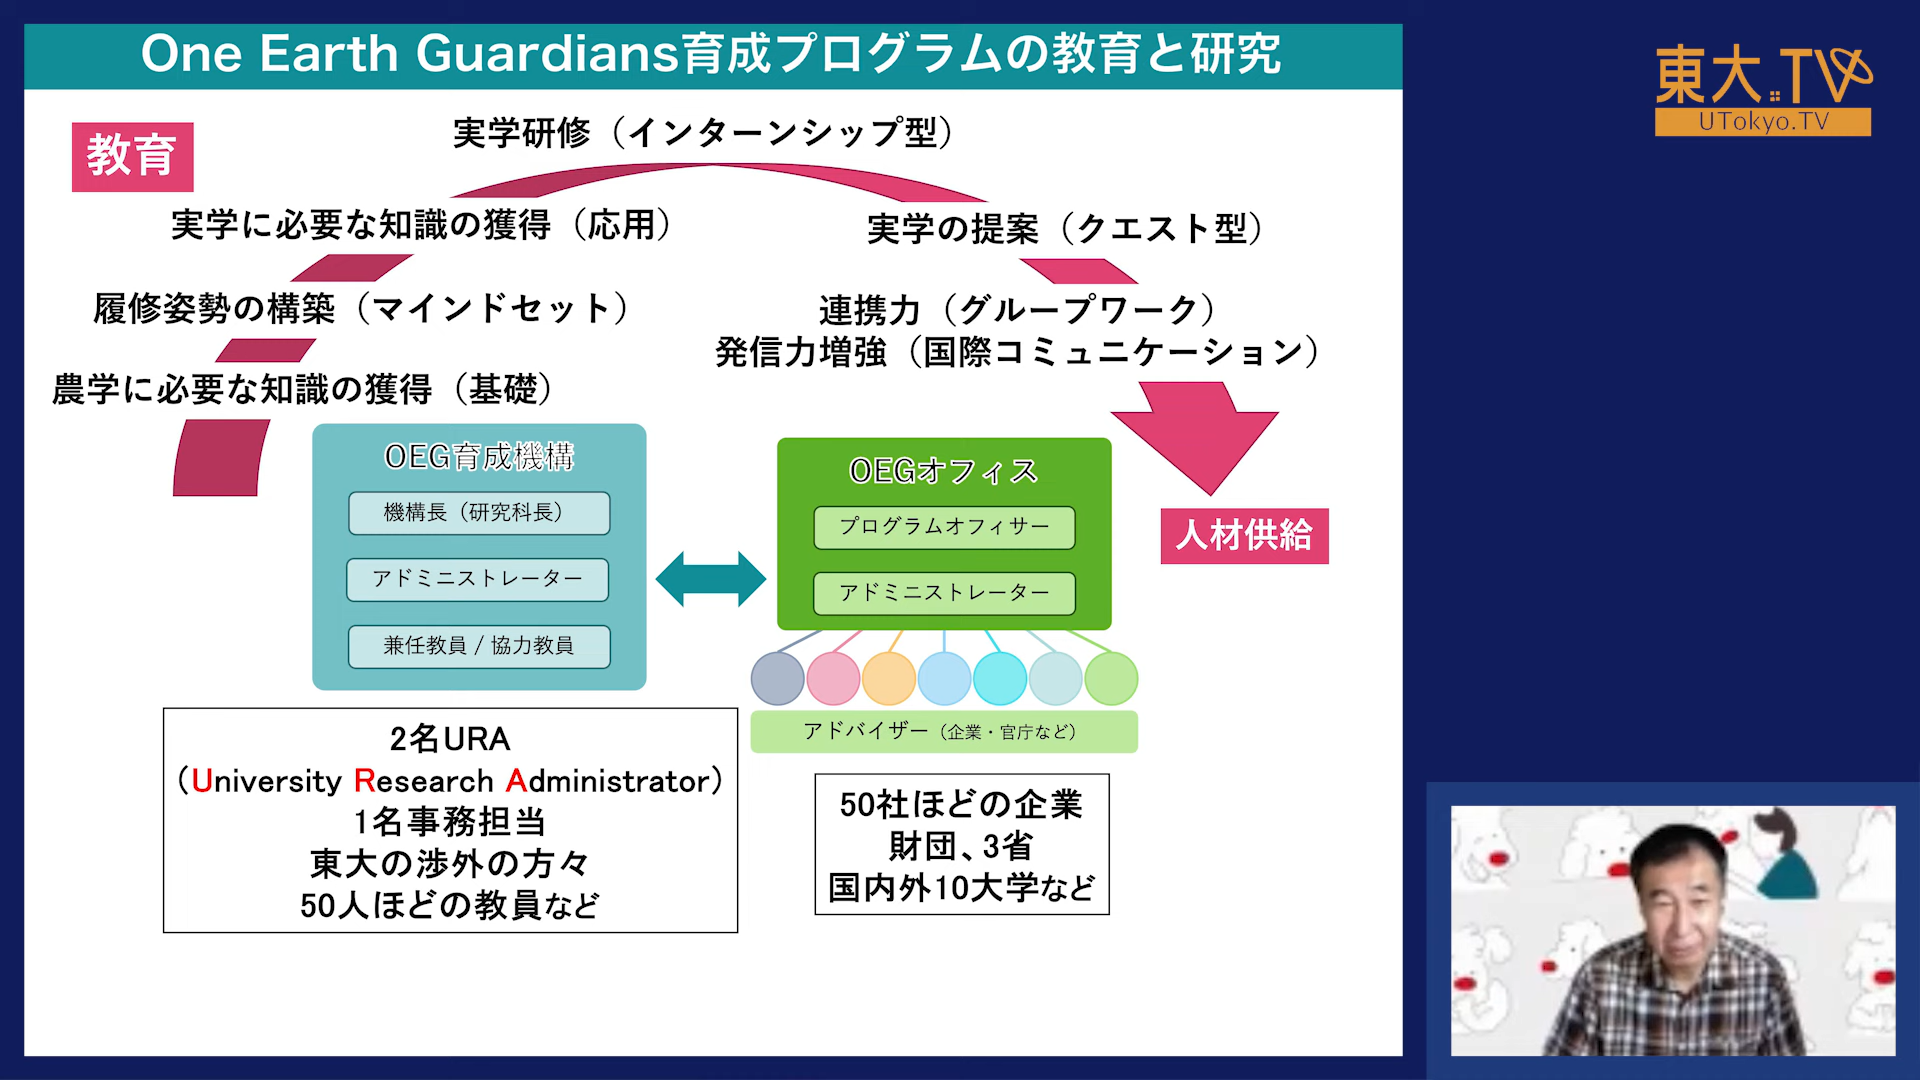 One Earth Guardians育成プログラムの教育と研究
東大TV
UTokyo.TV
教育
実学研修（インターンシップ型）
実学に必要な知識の獲得（応用）
実学の提案（クエスト型）
履修姿勢の構築（マインドセット）
連携力（グループワーク）
発信力増強（国際コミュニケーション）
農学に必要な知識の獲得（基礎）
OEG育成機構
機構長（研究科長）
アドミニストレーター
兼任教員 / 協力教員
OEGオフィス
プログラムオフィサー
アドミニストレーター
人材供給
アドバイザー（企業・官庁など）
2名URA
（University Research Administrator）
1名事務担当
東大の渉外の方々
50人ほどの教員など
50社ほどの企業
財団、3省
国内外10大学など